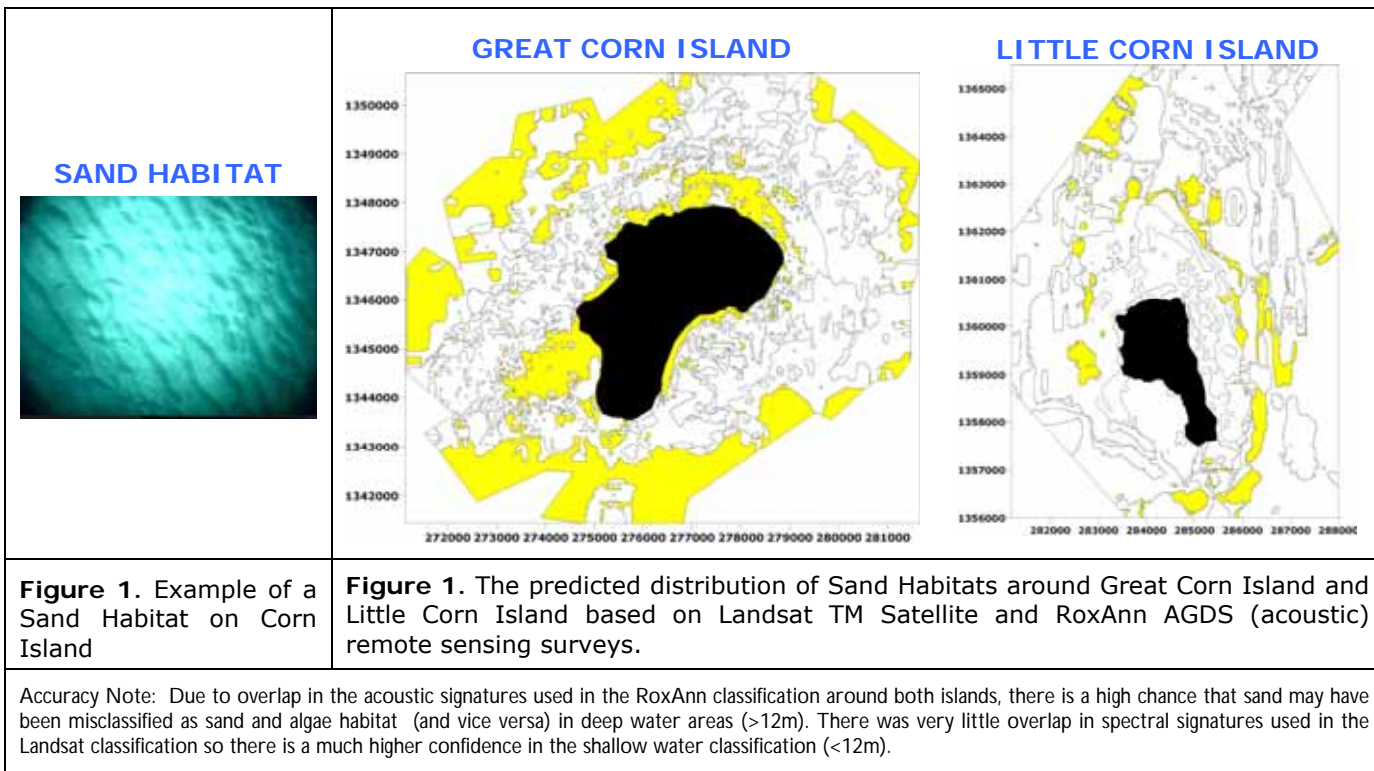 SAND HABITAT
GREAT CORN ISLAND
1350000
1349000
1348000
1347000
1346000
1345000
1344000
1343000
1342000
272000 273000 274000 275000 276000 277000 278000 279000 280000 281000
LITTLE CORN ISLAND
1365000
1364000
1363000
1362000
1361000
1360000
1359000
1358000
1357000
1356000
282000 283000 284000 285000 286000 287000 288000
Figure 1. Example of a
Sand Habitat on Corn
Island
Figure 1. The predicted distribution of Sand Habitats around Great Corn Island and
Little Corn Island based on Landsat TM Satellite and RoxAnn AGDS (acoustic)
remote sensing surveys.
Accuracy Note: Due to overlap in the acoustic signatures used in the RoxAnn classification around both islands, there is a high chance that sand may have
been misclassified as sand and algae habitat (and vice versa) in deep water areas (>12m). There was very little overlap in spectral signatures used in the
Landsat classification so there is a much higher confidence in the shallow water classification (<12m).